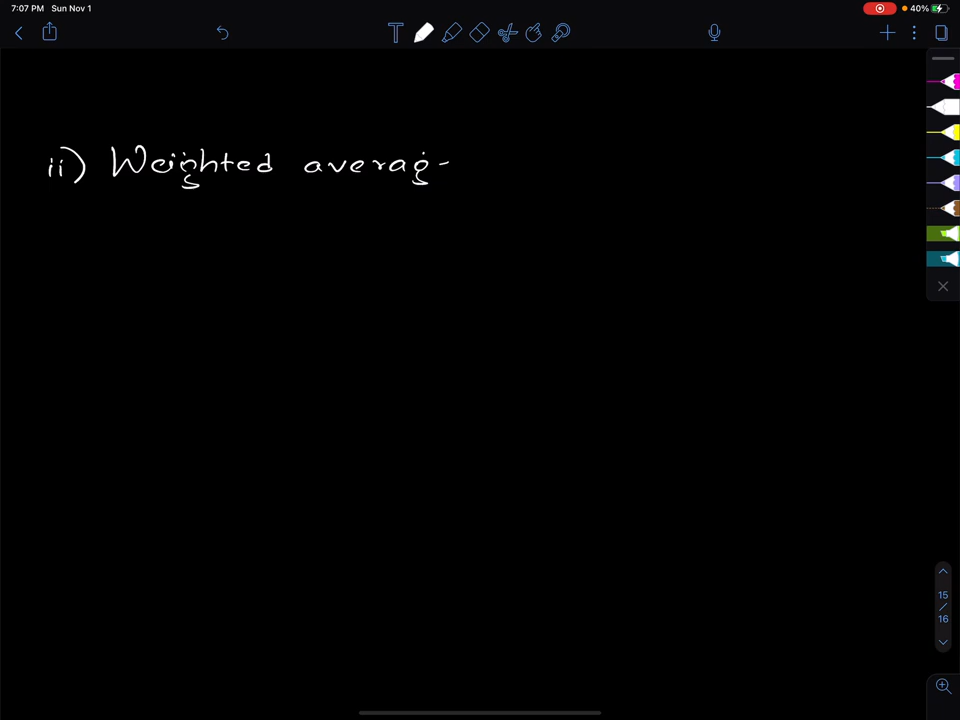 7:07 PM Sun Nov 1
40%
T
ii) Weighted averag-
15
/
16